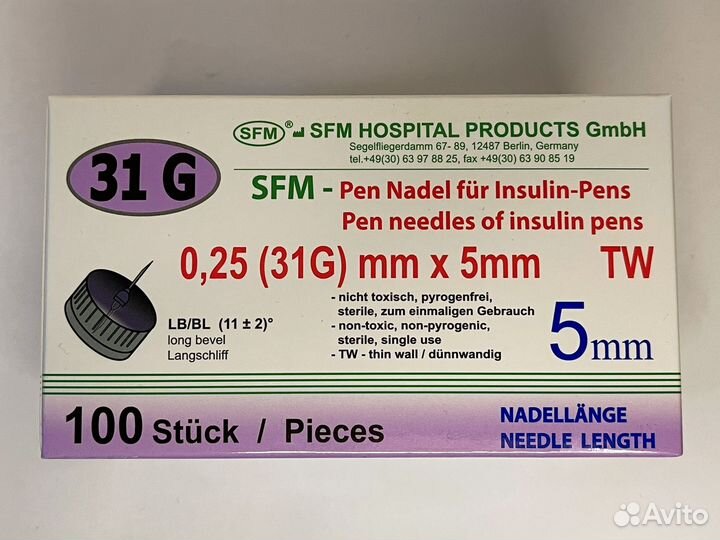 SFM® SFM HOSPITAL PRODUCTS GmbH
Segelfliegerdamm 67- 89, 12487 Berlin, Germany
tel.+49(30) 63 97 88 25, fax +49(30) 63 90 85 19
31 G
SFM - Pen Nadel für Insulin-Pens
Pen needles of insulin pens
0,25 (31G) mm x 5mm TW
LB/BL (11 ± 2)°
long bevel
Langschliff
- nicht toxisch, pyrogenfrei,
sterile, zum einmaligen Gebrauch
- non-toxic, non-pyrogenic,
sterile, single use
- TW - thin wall / dünnwandig
5mm
100 Stück / Pieces
NADELLÄNGE
NEEDLE LENGTH
Avito